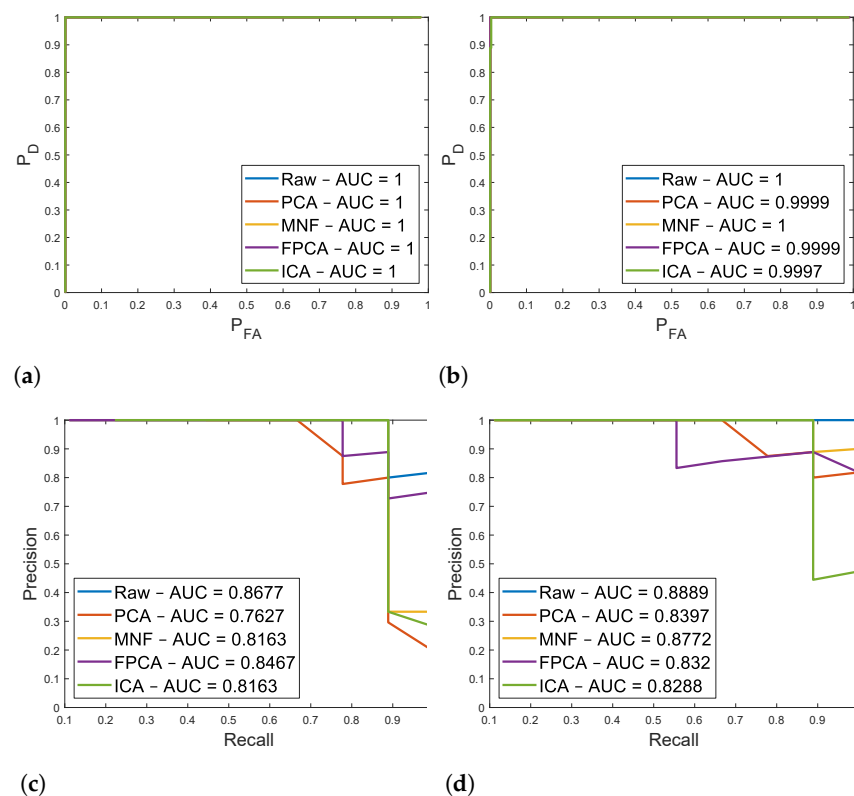 1
0.9
0.8
0.7
0.6
0.5
0.4
0.3
0.2
0.1
0
P_D
Raw – AUC = 1
PCA – AUC = 1
MNF – AUC = 1
FPCA – AUC = 1
ICA – AUC = 1
0 0.1 0.2 0.3 0.4 0.5 0.6 0.7 0.8 0.9 1
P_FA
(a)
1
0.9
0.8
0.7
0.6
0.5
0.4
0.3
0.2
0.1
0
P_D
Raw – AUC = 1
PCA – AUC = 0.9999
MNF – AUC = 1
FPCA – AUC = 0.9999
ICA – AUC = 0.9997
0 0.1 0.2 0.3 0.4 0.5 0.6 0.7 0.8 0.9 1
P_FA
(b)
1
0.9
0.8
0.7
0.6
0.5
0.4
0.3
0.2
0.1
0
Precision
Raw – AUC = 0.8677
PCA – AUC = 0.7627
MNF – AUC = 0.8163
FPCA – AUC = 0.8467
ICA – AUC = 0.8163
0.1 0.2 0.3 0.4 0.5 0.6 0.7 0.8 0.9
Recall
(c)
1
0.9
0.8
0.7
0.6
0.5
0.4
0.3
0.2
0.1
0
Precision
Raw – AUC = 0.8889
PCA – AUC = 0.8397
MNF – AUC = 0.8772
FPCA – AUC = 0.832
ICA – AUC = 0.8288
0.1 0.2 0.3 0.4 0.5 0.6 0.7 0.8 0.9
Recall
(d)